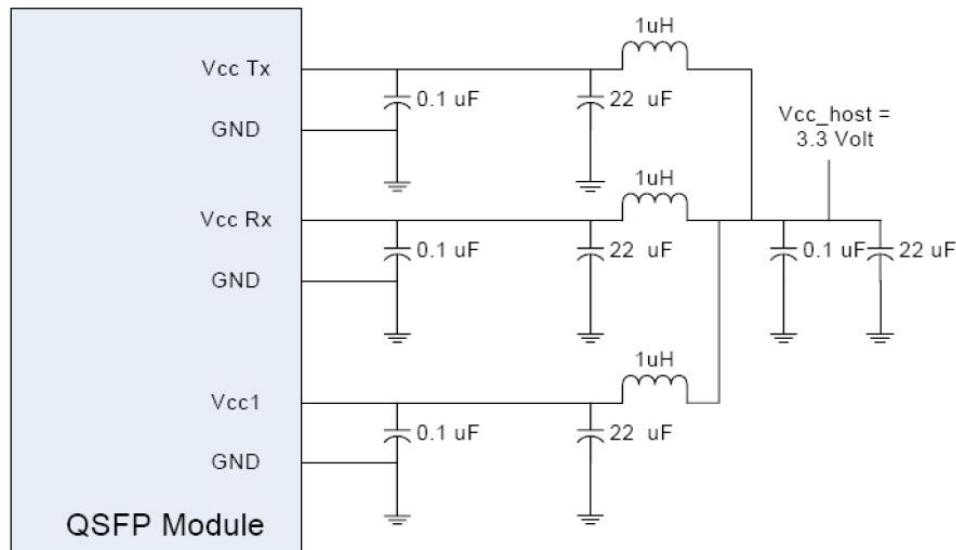 1uH
Vcc Tx
0.1 uF
22 uF
GND
Vcc_host =
3.3 Volt
1uH
Vcc Rx
0.1 uF
22 uF
0.1 uF
22 uF
GND
1uH
Vcc1
0.1 uF
22 uF
GND
QSFP Module